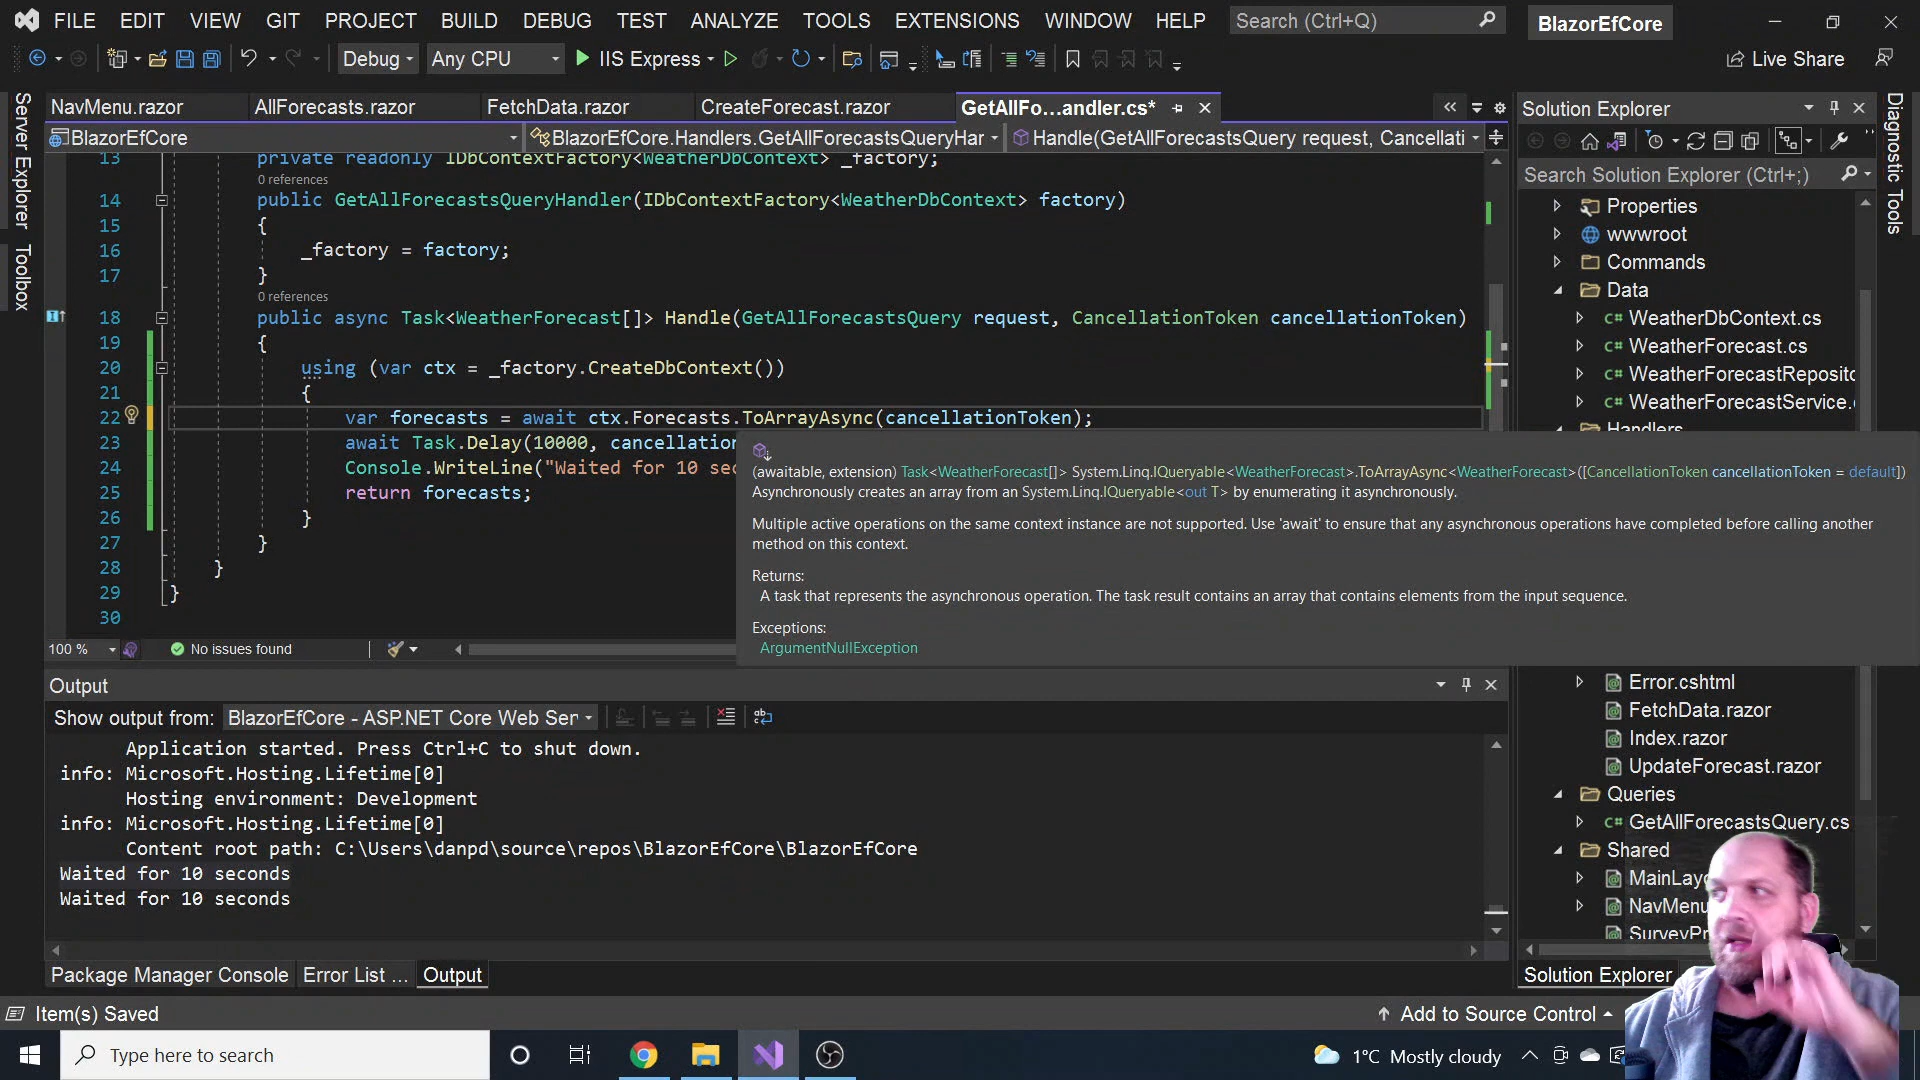 FILE EDIT VIEW GIT PROJECT BUILD DEBUG TEST ANALYZE TOOLS EXTENSIONS WINDOW HELP Search (Ctrl+Q) BlazorEfCore
Debug Any CPU IIS Express Live Share
NavMenu.razor AllForecasts.razor FetchData.razor CreateForecast.razor GetAllFo...andler.cs*
BlazorEfCore BlazorEfCore.Handlers.GetAllForecastsQueryHar Handle(GetAllForecastsQuery request, Cancellati
Server Explorer
Toolbox
13 private readonly IDbContextFactory<WeatherDbContext> _factory;
0 references
14 public GetAllForecastsQueryHandler(IDbContextFactory<WeatherDbContext> factory)
15 {
16 _factory = factory;
17 }
0 references
18 public async Task<WeatherForecast[]> Handle(GetAllForecastsQuery request, CancellationToken cancellationToken)
19 {
20 using (var ctx = _factory.CreateDbContext())
21 {
22 var forecasts = await ctx.Forecasts.ToArrayAsync(cancellationToken);
23 await Task.Delay(10000, cancellation
24 Console.WriteLine("Waited for 10 sec
25 return forecasts;
26 }
27 }
28 }
29 }
30
(awaitable, extension) Task<WeatherForecast[]> System.Linq.IQueryable<WeatherForecast>.ToArrayAsync<WeatherForecast>([CancellationToken cancellationToken = default])
Asynchronously creates an array from an System.Linq.IQueryable<out T> by enumerating it asynchronously.
Multiple active operations on the same context instance are not supported. Use 'await' to ensure that any asynchronous operations have completed before calling another
method on this context.
Returns:
A task that represents the asynchronous operation. The task result contains an array that contains elements from the input sequence.
Exceptions:
ArgumentNullException
100 % No issues found
Output
Show output from: BlazorEfCore - ASP.NET Core Web Ser
Application started. Press Ctrl+C to shut down.
info: Microsoft.Hosting.Lifetime[0]
Hosting environment: Development
info: Microsoft.Hosting.Lifetime[0]
Content root path: C:\Users\danpd\source\repos\BlazorEfCore\BlazorEfCore
Waited for 10 seconds
Waited for 10 seconds
Package Manager Console Error List ... Output
Solution Explorer
Search Solution Explorer (Ctrl+;)
Properties
wwwroot
Commands
Data
C# WeatherDbContext.cs
C# WeatherForecast.cs
C# WeatherForecastReposito
C# WeatherForecastService.
Handlers
Error.cshtml
FetchData.razor
Index.razor
UpdateForecast.razor
Queries
C# GetAllForecastsQuery.cs
Shared
MainLayo
NavMenu
SurveyPr
Solution Explorer
Diagnostic Tools
Item(s) Saved Add to Source Control
Type here to search 1°C Mostly cloudy